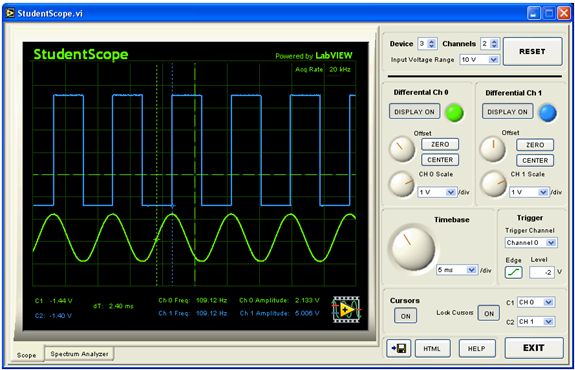 StudentScope.vi
StudentScope
Powered by LabVIEW
Acq Rate 20 kHz
C1: -1.44 V
C2: -1.40 V
dT: 2.40 ms
Ch 0 Freq: 109.12 Hz
Ch 1 Freq: 109.12 Hz
Ch 0 Amplitude: 2.133 V
Ch 1 Amplitude: 5.006 V
Scope
Spectrum Analyzer
Device 3 Channels 2
Input Voltage Range 10 V
RESET
Differential Ch 0
DISPLAY ON
Offset
ZERO
CENTER
CH 0 Scale
1 V /div
Differential Ch 1
DISPLAY ON
Offset
ZERO
CENTER
CH 1 Scale
1 V /div
Timebase
5 ms /div
Trigger
Trigger Channel
Channel 0
Edge Level
-2 V
Cursors
ON
Lock Cursors ON
C1 CH 0
C2 CH 1
HTML
HELP
EXIT